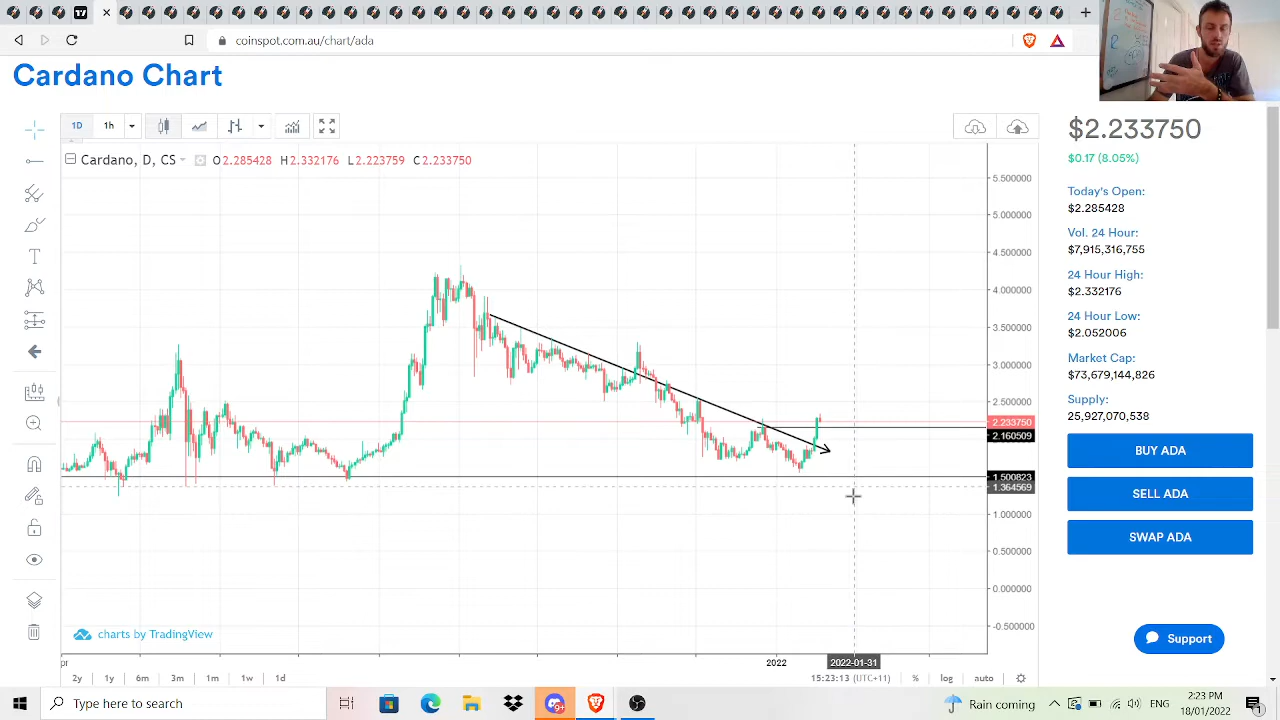 coinspot.com.au/chart/ada
Cardano Chart
1D
1h
Cardano, D, CS
O2.285428 H2.332176 L2.223759 C2.233750
5.500000
5.000000
4.500000
4.000000
3.500000
3.000000
2.500000
2.233750
2.160509
1.500823
1.364569
1.000000
0.500000
0.000000
-0.500000
charts by TradingView
pr
2022
2022-01-31
2y
1y
6m
3m
1m
1w
1d
15:23:13 (UTC+11)
%
log
auto
$2.233750
$0.17 (8.05%)
Today's Open:
$2.285428
Vol. 24 Hour:
$7,915,316,755
24 Hour High:
$2.332176
24 Hour Low:
$2.052006
Market Cap:
$73,679,144,826
Supply:
25,927,070,538
BUY ADA
SELL ADA
SWAP ADA
Support
Type here to search
Rain coming
ENG
2:23 PM
18/01/2022